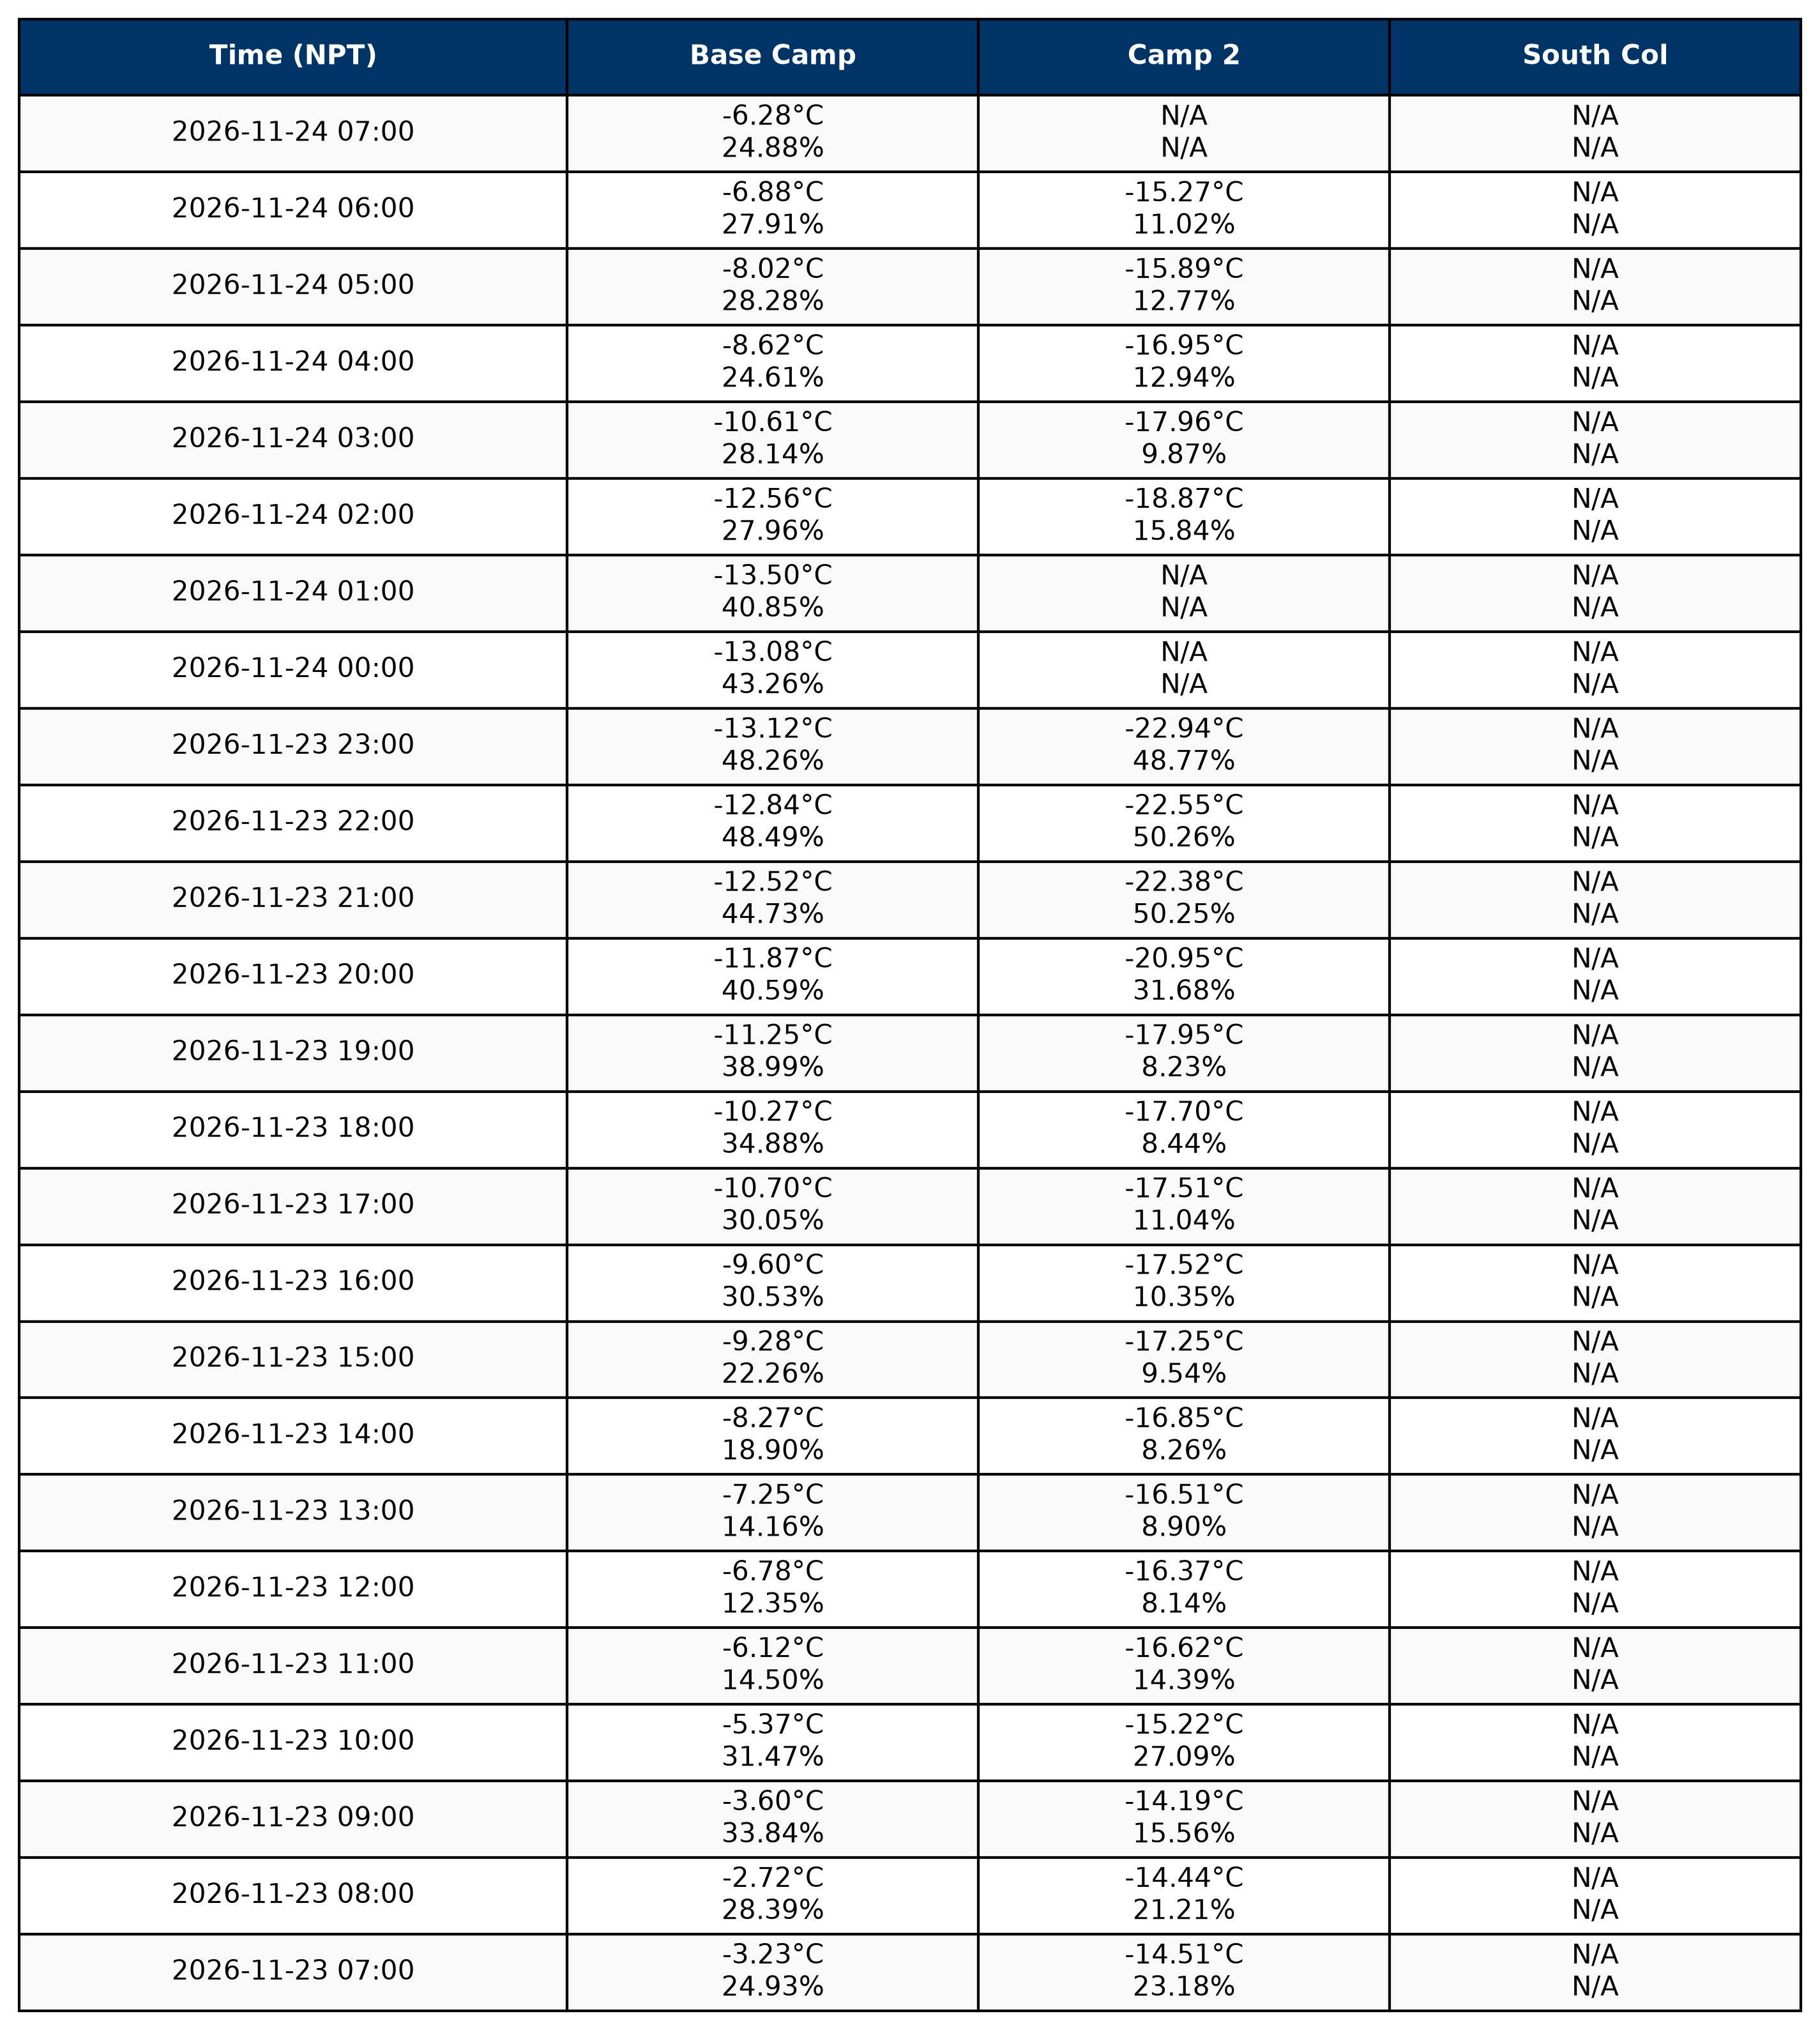 Time (NPT) Base Camp Camp 2 South Col
2026-11-24 07:00 -6.28°C 24.88% N/A N/A N/A N/A
2026-11-24 06:00 -6.88°C 27.91% -15.27°C 11.02% N/A N/A
2026-11-24 05:00 -8.02°C 28.28% -15.89°C 12.77% N/A N/A
2026-11-24 04:00 -8.62°C 24.61% -16.95°C 12.94% N/A N/A
2026-11-24 03:00 -10.61°C 28.14% -17.96°C 9.87% N/A N/A
2026-11-24 02:00 -12.56°C 27.96% -18.87°C 15.84% N/A N/A
2026-11-24 01:00 -13.50°C 40.85% N/A N/A N/A N/A
2026-11-24 00:00 -13.08°C 43.26% N/A N/A N/A N/A
2026-11-23 23:00 -13.12°C 48.26% -22.94°C 48.77% N/A N/A
2026-11-23 22:00 -12.84°C 48.49% -22.55°C 50.26% N/A N/A
2026-11-23 21:00 -12.52°C 44.73% -22.38°C 50.25% N/A N/A
2026-11-23 20:00 -11.87°C 40.59% -20.95°C 31.68% N/A N/A
2026-11-23 19:00 -11.25°C 38.99% -17.95°C 8.23% N/A N/A
2026-11-23 18:00 -10.27°C 34.88% -17.70°C 8.44% N/A N/A
2026-11-23 17:00 -10.70°C 30.05% -17.51°C 11.04% N/A N/A
2026-11-23 16:00 -9.60°C 30.53% -17.52°C 10.35% N/A N/A
2026-11-23 15:00 -9.28°C 22.26% -17.25°C 9.54% N/A N/A
2026-11-23 14:00 -8.27°C 18.90% -16.85°C 8.26% N/A N/A
2026-11-23 13:00 -7.25°C 14.16% -16.51°C 8.90% N/A N/A
2026-11-23 12:00 -6.78°C 12.35% -16.37°C 8.14% N/A N/A
2026-11-23 11:00 -6.12°C 14.50% -16.62°C 14.39% N/A N/A
2026-11-23 10:00 -5.37°C 31.47% -15.22°C 27.09% N/A N/A
2026-11-23 09:00 -3.60°C 33.84% -14.19°C 15.56% N/A N/A
2026-11-23 08:00 -2.72°C 28.39% -14.44°C 21.21% N/A N/A
2026-11-23 07:00 -3.23°C 24.93% -14.51°C 23.18% N/A N/A